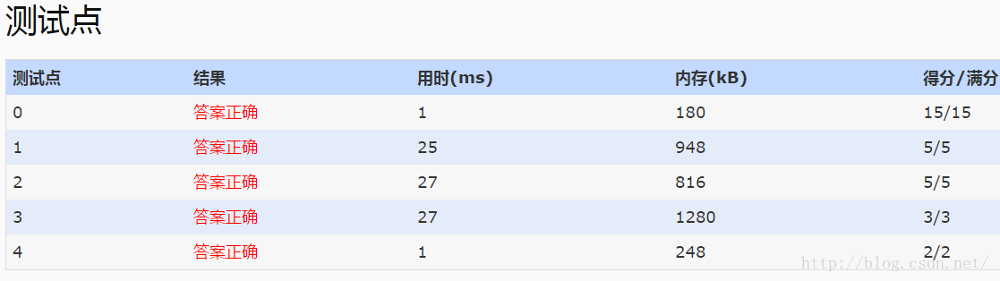 测试点
测试点 结果 用时(ms) 内存(kB) 得分/满分
0 答案正确 1 180 15/15
1 答案正确 25 948 5/5
2 答案正确 27 816 5/5
3 答案正确 27 1280 3/3
4 答案正确 1 248 2/2
http://blog.csdn.net/